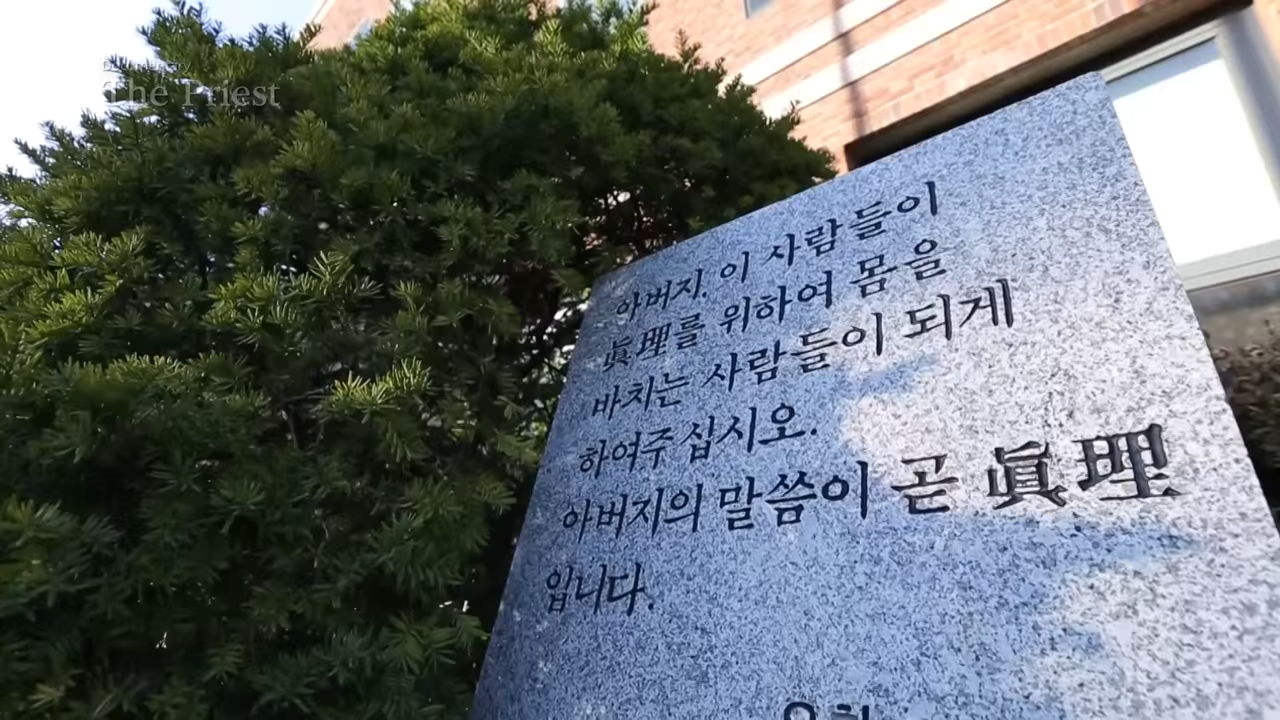 The Priest
아버지, 이 사람들이
眞理를 위하여 몸을
바치는 사람들이 되게
하여주십시오.
아버지의 말씀이 곧 眞理
입니다.